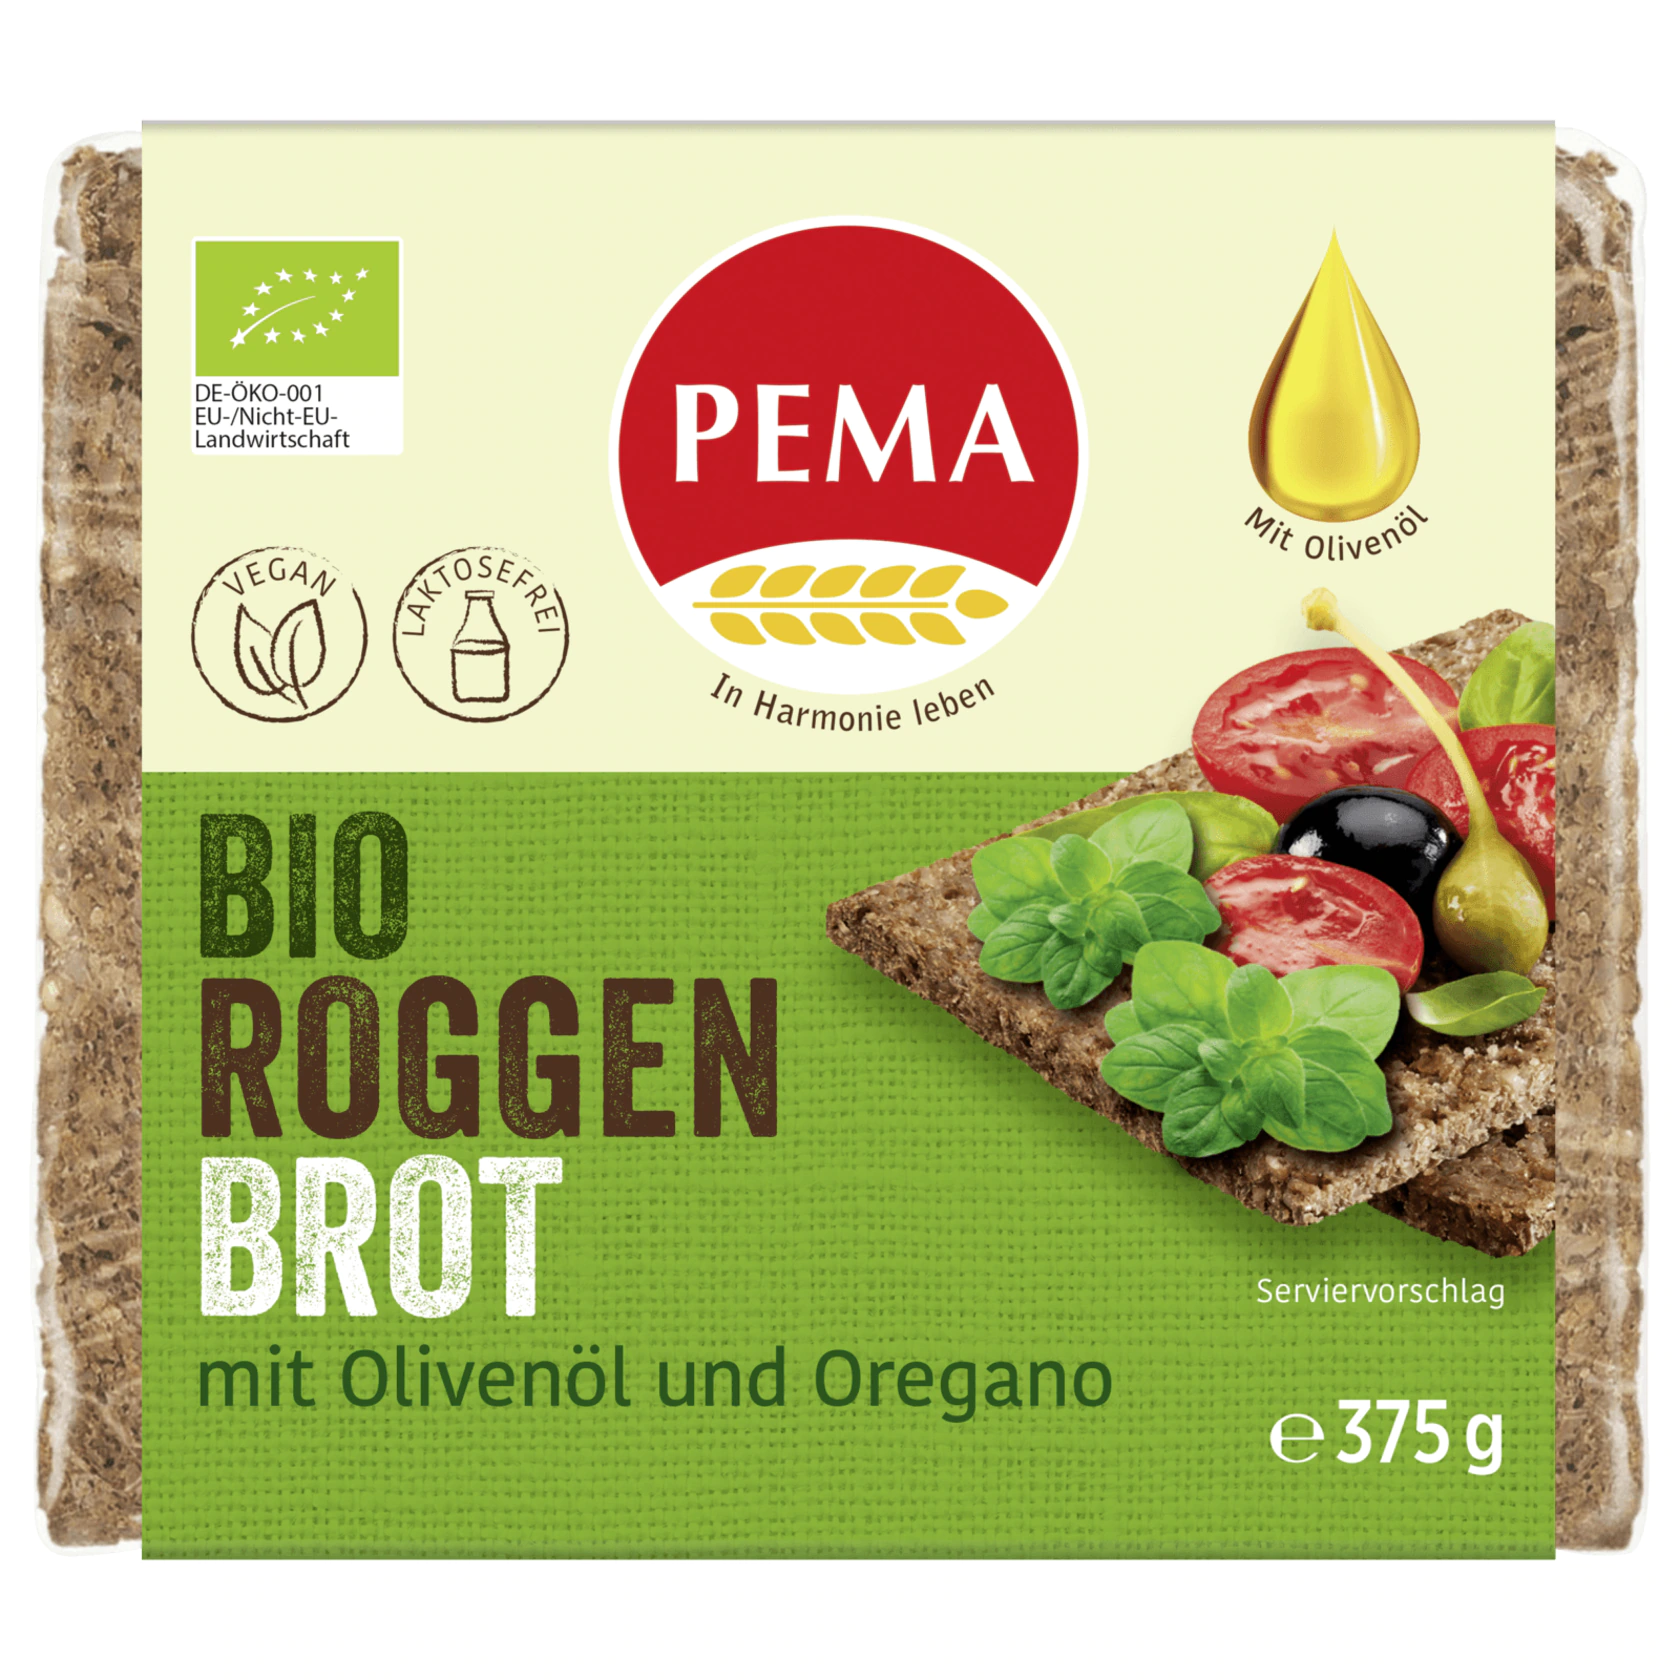 DE-ÖKO-001
EU-/Nicht-EU-
Landwirtschaft
VEGAN
LAKTOSEFREI
PEMA
In Harmonie leben
Mit Olivenöl
BIO
ROGGEN
BROT
mit Olivenöl und Oregano
Serviervorschlag
℮ 375 g